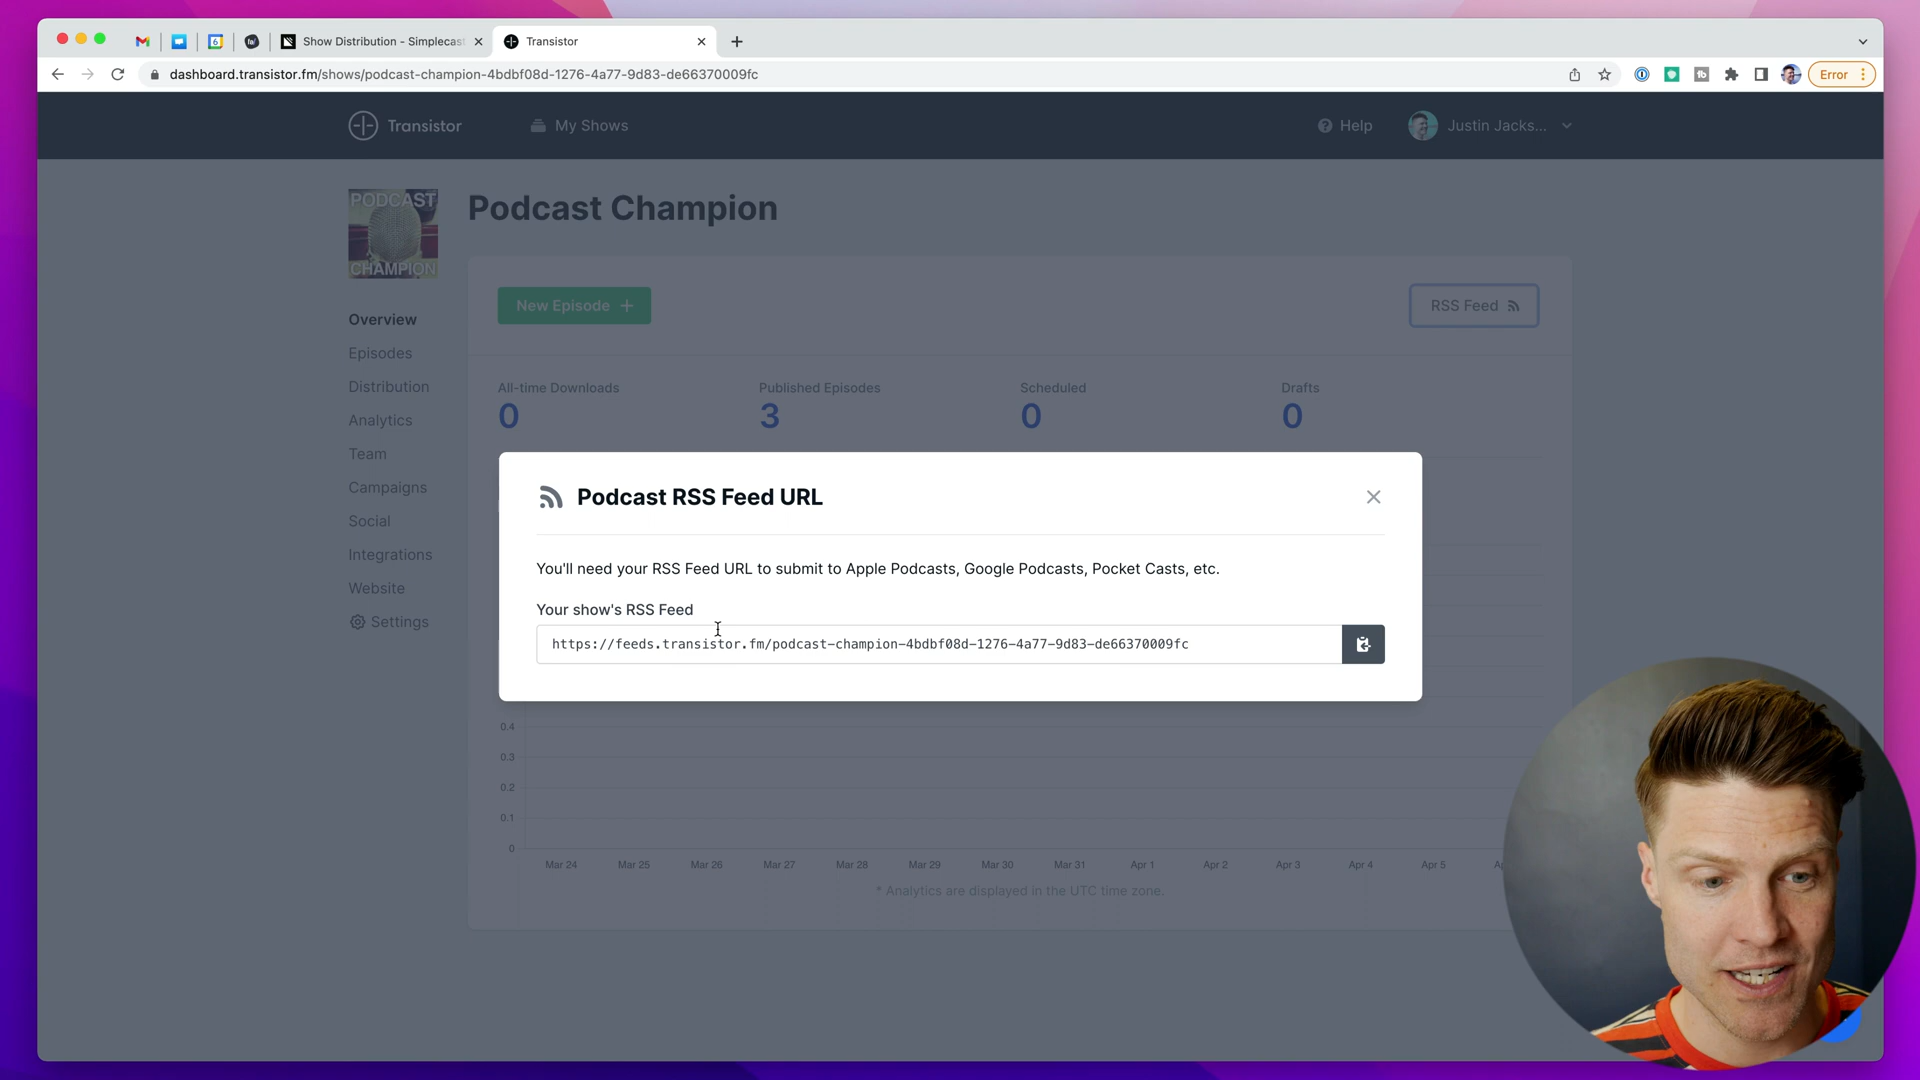 Show Distribution - Simplecast
Transistor
dashboard.transistor.fm/shows/podcast-champion-4bdbf08d-1276-4a77-9d83-de66370009fc
Error
Transistor
My Shows
Help
Justin Jacks...
PODCAST
CHAMPION
Podcast Champion
New Episode +
RSS Feed
Overview
Episodes
Distribution
Analytics
Team
Campaigns
Social
Integrations
Website
Settings
All-time Downloads
0
Published Episodes
3
Scheduled
0
Drafts
0
Podcast RSS Feed URL
You'll need your RSS Feed URL to submit to Apple Podcasts, Google Podcasts, Pocket Casts, etc.
Your show's RSS Feed
https://feeds.transistor.fm/podcast-champion-4bdbf08d-1276-4a77-9d83-de66370009fc
0.4
0.3
0.2
0.1
0
Mar 24 Mar 25 Mar 26 Mar 27 Mar 28 Mar 29 Mar 30 Mar 31 Apr 1 Apr 2 Apr 3 Apr 4 Apr 5
* Analytics are displayed in the UTC time zone.